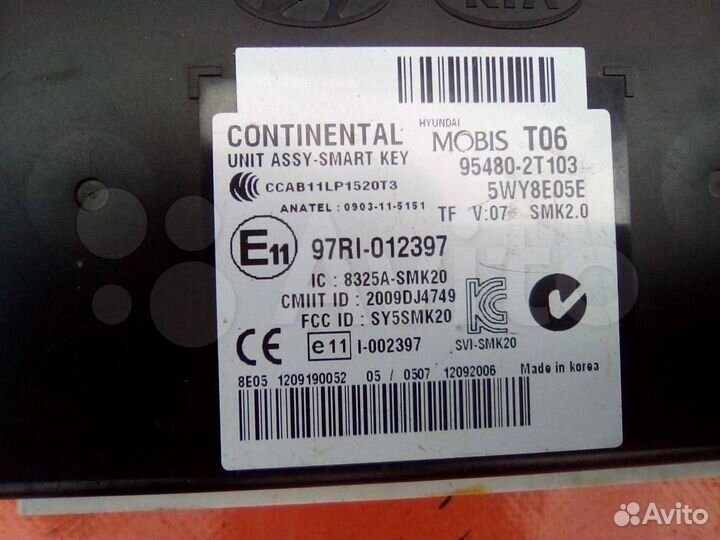 KIA
CONTINENTAL
UNIT ASSY-SMART KEY
HYUNDAI
MOBIS T06
95480-2T103
5WY8E05E
CCAB11LP1520T3
ANATEL : 0903-11-5151
TF V:07 SMK2.0
E11 97RI-012397
IC : 8325A-SMK20
CMIIT ID : 2009DJ4749
FCC ID : SY5SMK20
CE e11 I-002397
SVI-SMK20
8E05 1209190052 05 / 0507 12092006 Made in korea
Avito
Avito